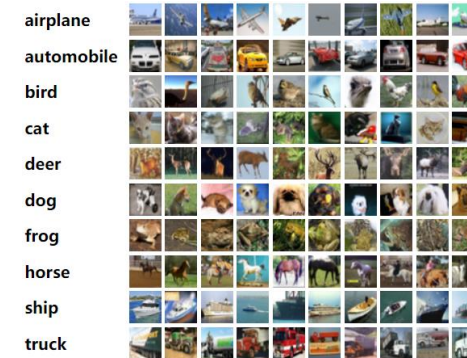 airplane
automobile
bird
cat
deer
dog
frog
horse
ship
truck